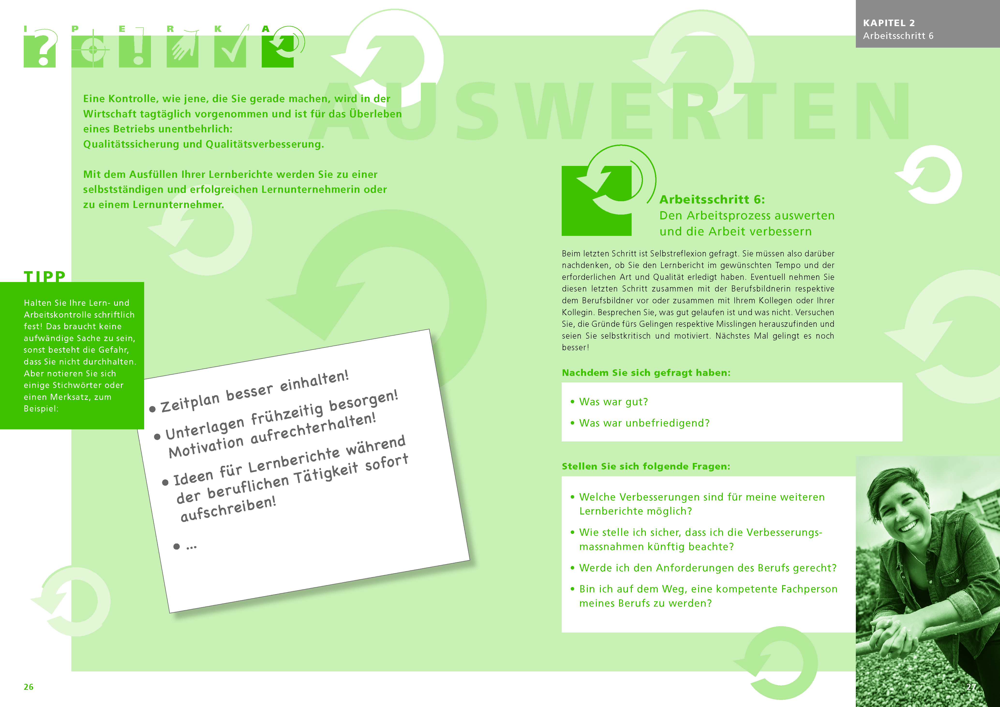 I P E R K A
Eine Kontrolle, wie jene, die Sie gerade machen, wird in der
Wirtschaft tagtäglich vorgenommen und ist für das Überleben
eines Betriebs unentbehrlich:
Qualitätssicherung und Qualitätsverbesserung.
Mit dem Ausfüllen Ihrer Lernberichte werden Sie zu einer
selbstständigen und erfolgreichen Lernunternehmerin oder
zu einem Lernunternehmer.
TIPP
Halten Sie Ihre Lern- und
Arbeitskontrolle schriftlich
fest! Das braucht keine
aufwändige Sache zu sein,
sonst besteht die Gefahr,
dass Sie nicht durchhalten.
Aber notieren Sie sich
einige Stichwörter oder
einen Merksatz, zum
Beispiel:
• Zeitplan besser einhalten!
• Unterlagen frühzeitig besorgen!
Motivation aufrechterhalten!
• Ideen für Lernberichte während
der beruflichen Tätigkeit sofort
aufschreiben!
• ...
26
KAPITEL 2
Arbeitsschritt 6
AUSWERTEN
Arbeitsschritt 6:
Den Arbeitsprozess auswerten
und die Arbeit verbessern
Beim letzten Schritt ist Selbstreflexion gefragt. Sie müssen also darüber
nachdenken, ob Sie den Lernbericht im gewünschten Tempo und der
erforderlichen Art und Qualität erledigt haben. Eventuell nehmen Sie
diesen letzten Schritt zusammen mit der Berufsbildnerin respektive
dem Berufsbildner vor oder zusammen mit Ihrem Kollegen oder Ihrer
Kollegin. Besprechen Sie, was gut gelaufen ist und was nicht. Versuchen
Sie, die Gründe fürs Gelingen respektive Misslingen herauszufinden und
seien Sie selbstkritisch und motiviert. Nächstes Mal gelingt es noch
besser!
Nachdem Sie sich gefragt haben:
• Was war gut?
• Was war unbefriedigend?
Stellen Sie sich folgende Fragen:
• Welche Verbesserungen sind für meine weiteren
Lernberichte möglich?
• Wie stelle ich sicher, dass ich die Verbesserungs-
massnahmen künftig beachte?
• Werde ich den Anforderungen des Berufs gerecht?
• Bin ich auf dem Weg, eine kompetente Fachperson
meines Berufs zu werden?
27